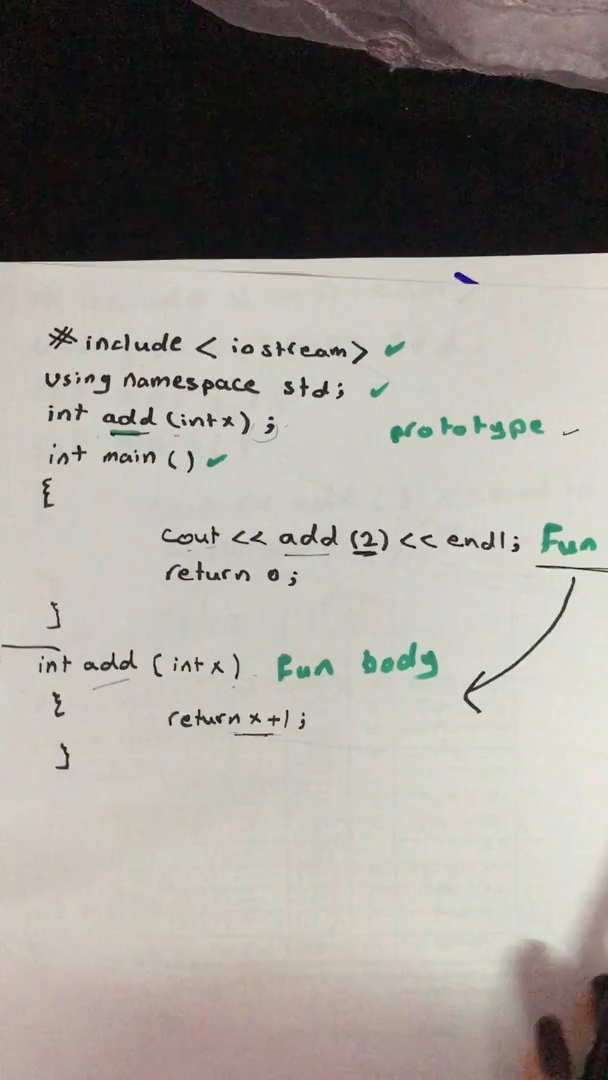 #include <iostream> ✓
using namespace std; ✓
int add (int x) ; prototype ✓
int main () ✓
{
cout << add (2) << endl; Fun
return 0;
}
int add (int x) Fun body
{ return x+1;
}